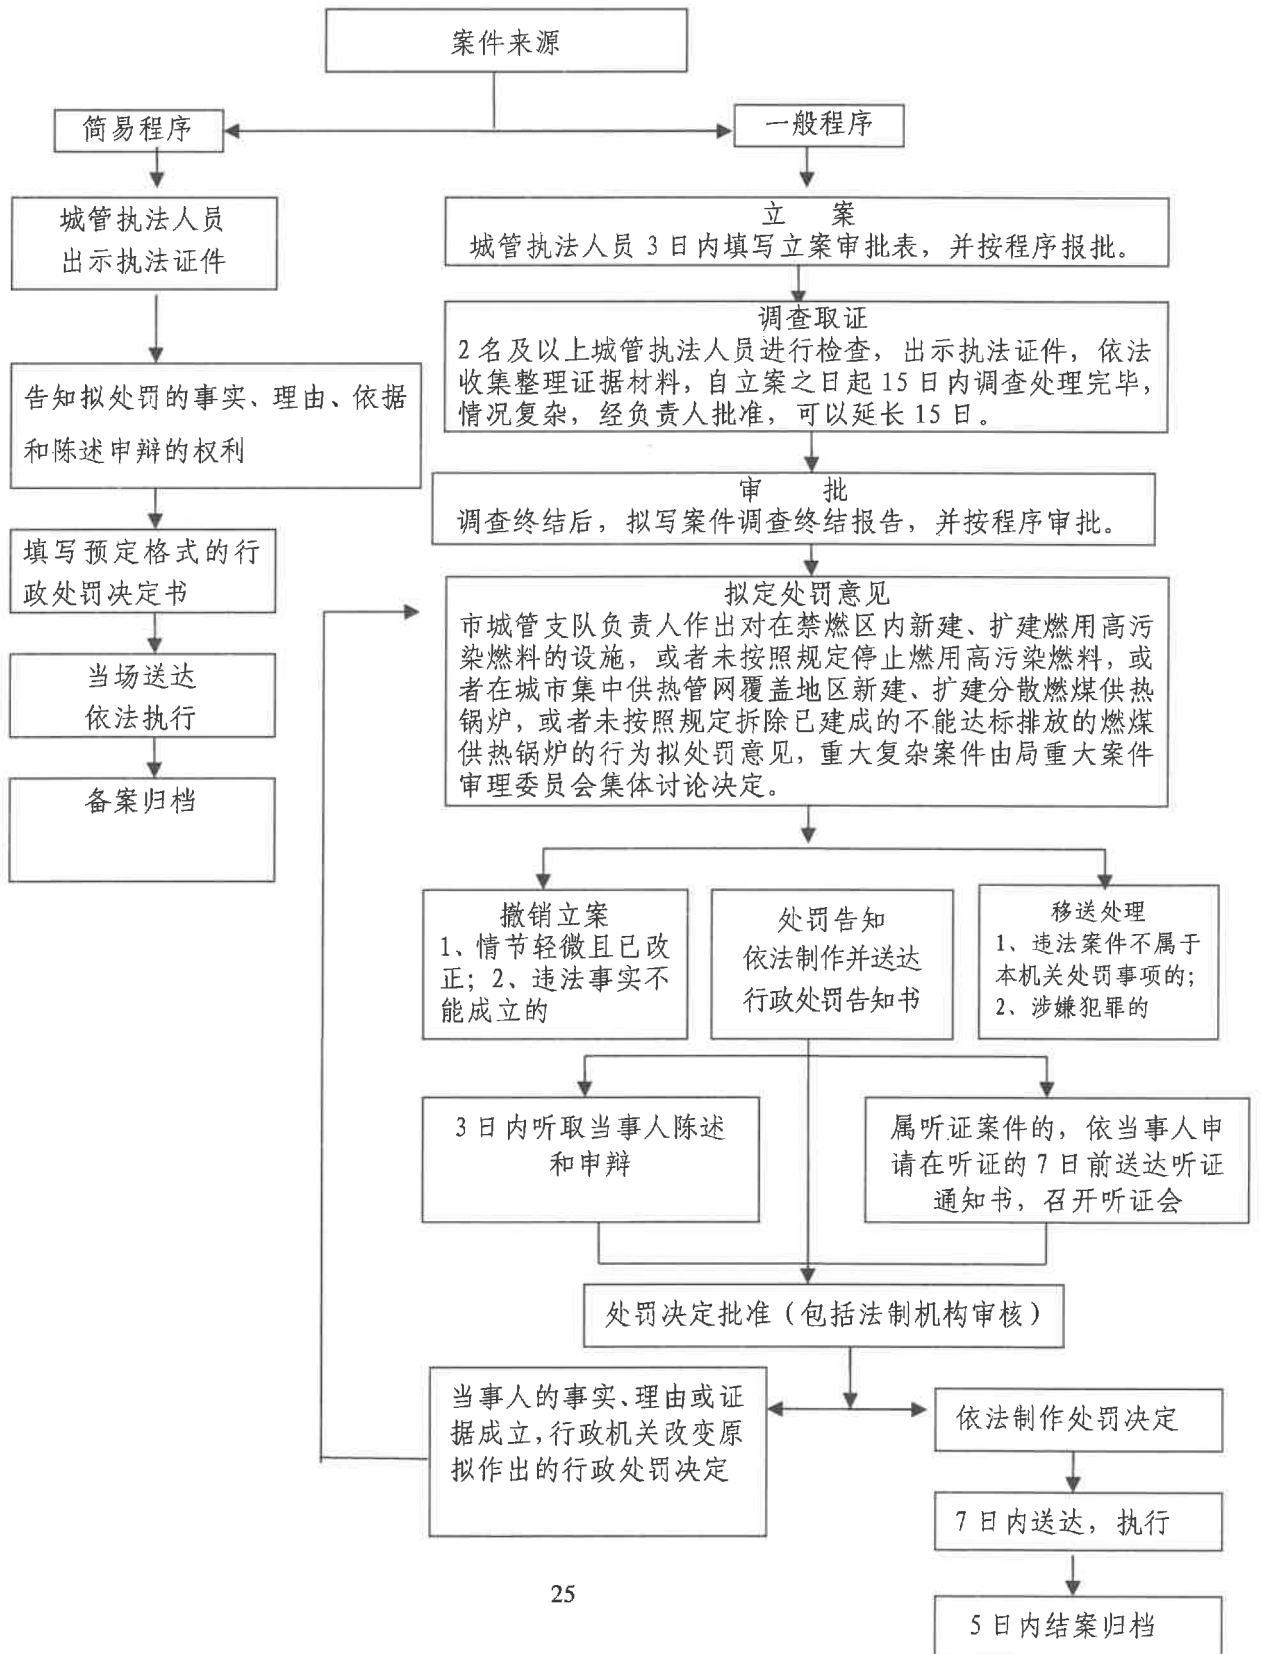 案件来源
简易程序
一般程序
城管执法人员
出示执法证件
告知拟处罚的事实、理由、依据
和陈述申辩的权利
填写预定格式的行
政处罚决定书
当场送达
依法执行
备案归档
立　案
城管执法人员 3 日内填写立案审批表，并按程序报批。
调查取证
2 名及以上城管执法人员进行检查，出示执法证件，依法
收集整理证据材料，自立案之日起 15 日内调查处理完毕，
情况复杂，经负责人批准，可以延长 15 日。
审　批
调查终结后，拟写案件调查终结报告，并按程序审批。
拟定处罚意见
市城管支队负责人作出对在禁燃区内新建、扩建燃用高污
染燃料的设施，或者未按照规定停止燃用高污染燃料，或
者在城市集中供热管网覆盖地区新建、扩建分散燃煤供热
锅炉，或者未按照规定拆除已建成的不能达标排放的燃煤
供热锅炉的行为拟处罚意见，重大复杂案件由局重大案件
审理委员会集体讨论决定。
撤销立案
1、情节轻微且已改
正；2、违法事实不
能成立的
处罚告知
依法制作并送达
行政处罚告知书
移送处理
1、违法案件不属于
本机关处罚事项的；
2、涉嫌犯罪的
3 日内听取当事人陈述
和申辩
属听证案件的，依当事人申
请在听证的 7 日前送达听证
通知书，召开听证会
处罚决定批准（包括法制机构审核）
当事人的事实、理由或证
据成立，行政机关改变原
拟作出的行政处罚决定
依法制作处罚决定
7 日内送达，执行
5 日内结案归档
25